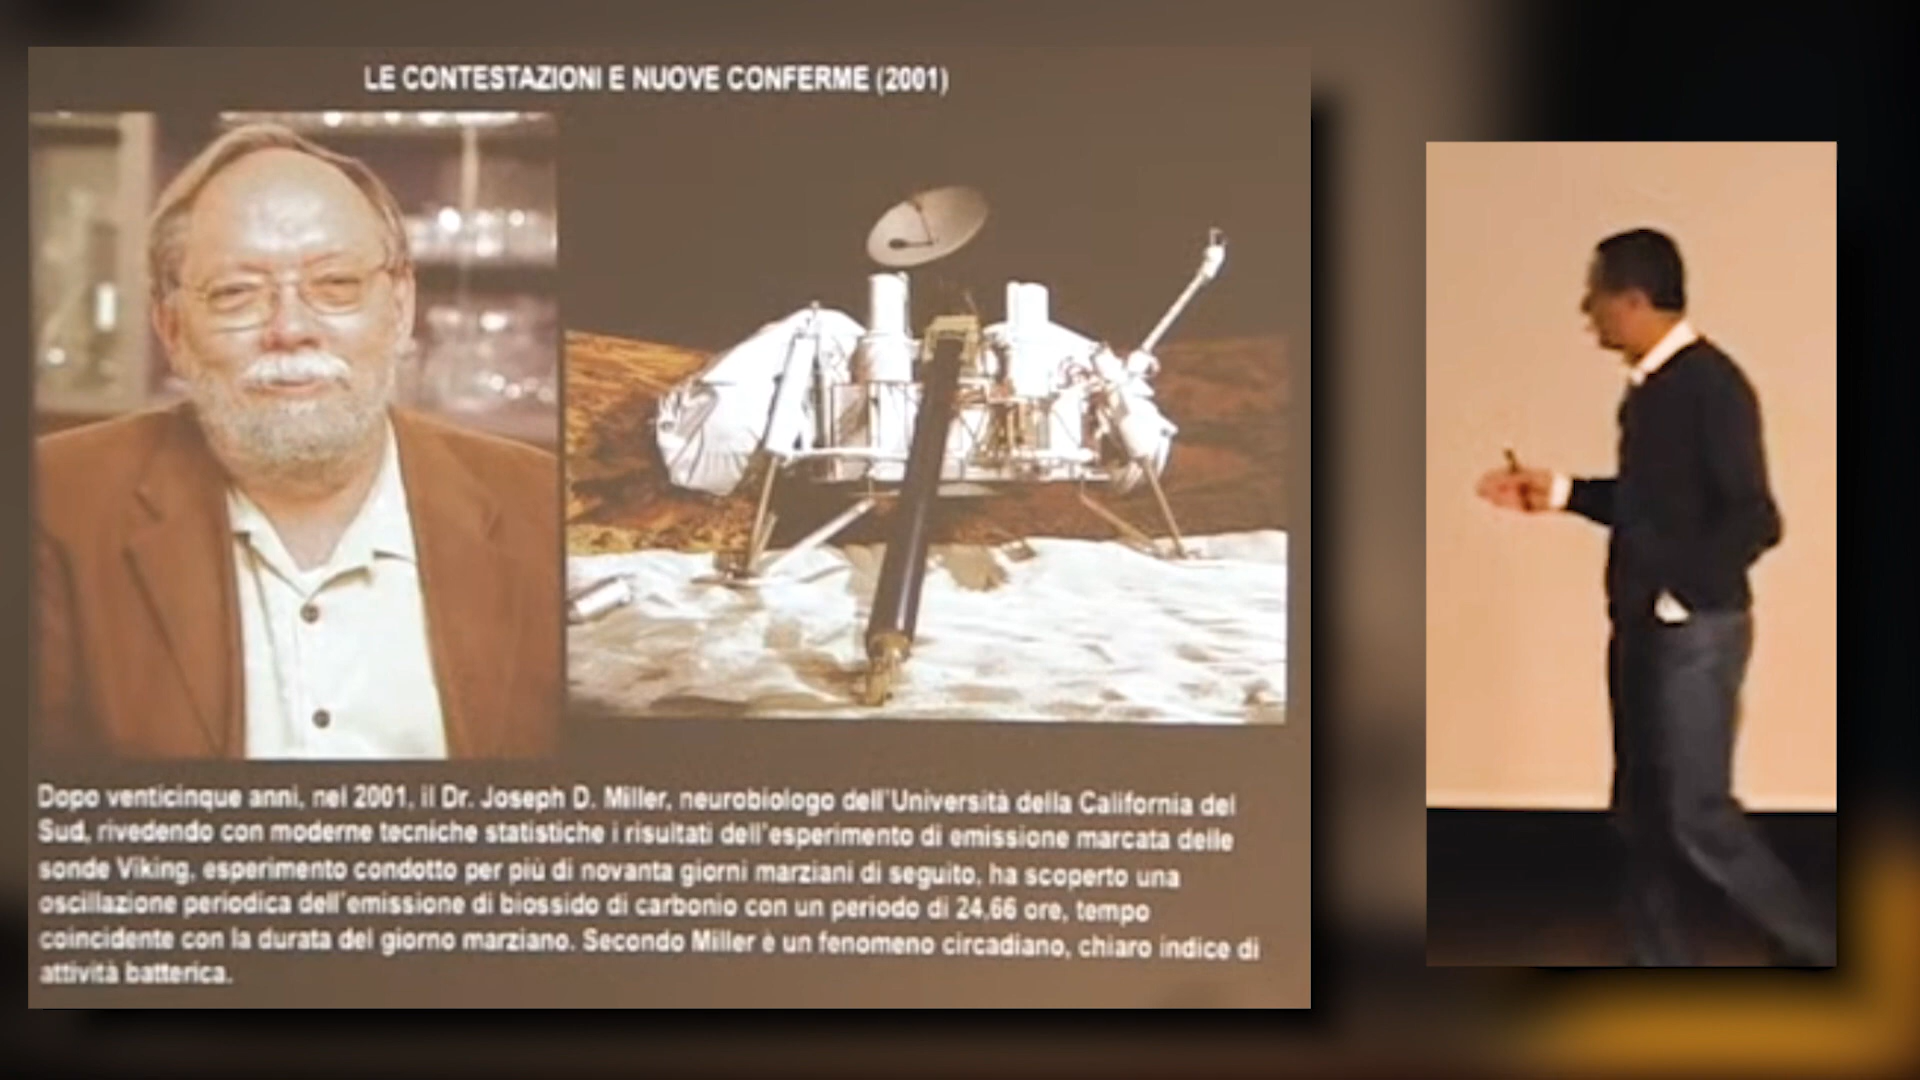 LE CONTESTAZIONI E NUOVE CONFERME (2001)
Dopo venticinque anni, nel 2001, il Dr. Joseph D. Miller, neurobiologo dell'Università della California del
Sud, rivedendo con moderne tecniche statistiche i risultati dell'esperimento di emissione marcata delle
sonde Viking, esperimento condotto per più di novanta giorni marziani di seguito, ha scoperto una
oscillazione periodica dell'emissione di biossido di carbonio con un periodo di 24,66 ore, tempo
coincidente con la durata del giorno marziano. Secondo Miller è un fenomeno circadiano, chiaro indice di
attività batterica.